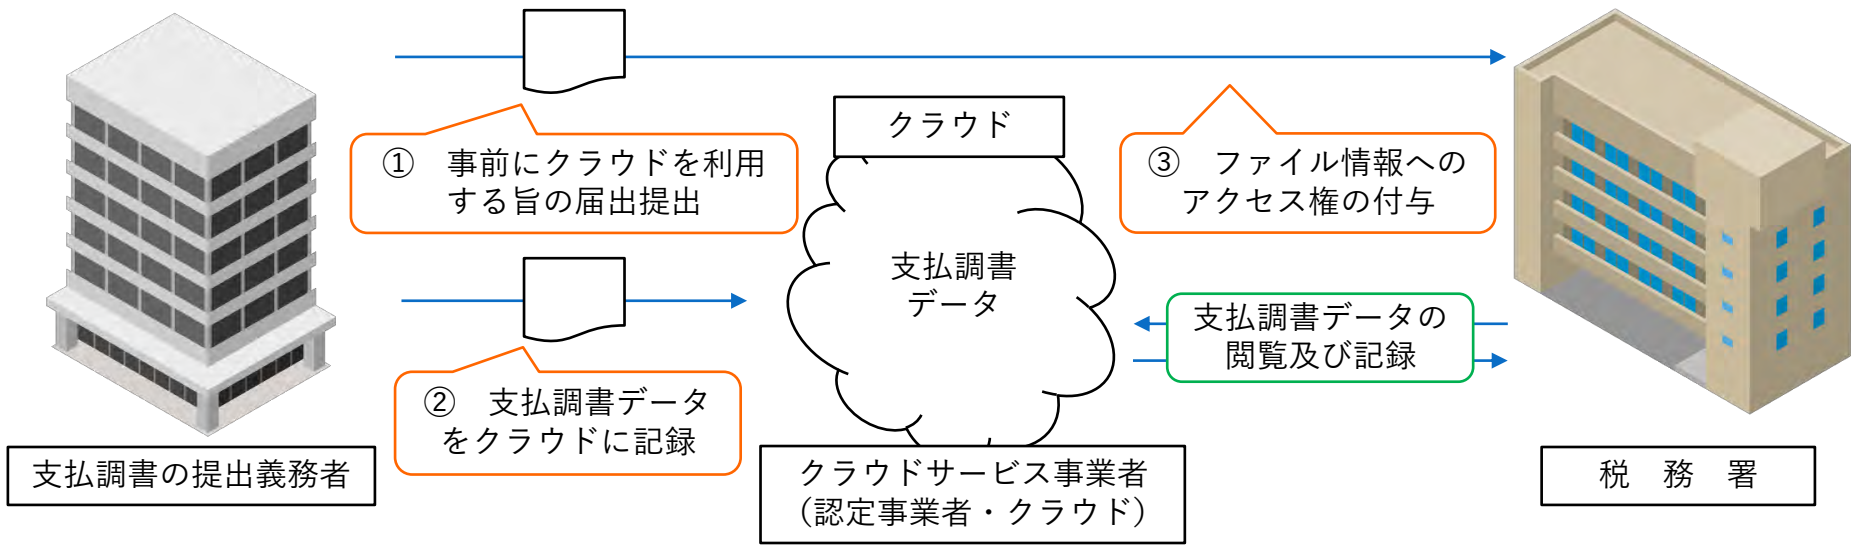 クラウド
① 事前にクラウドを利用
する旨の届出提出
③ ファイル情報への
アクセス権の付与
支払調書
データ
支払調書データの
閲覧及び記録
② 支払調書データ
をクラウドに記録
支払調書の提出義務者
クラウドサービス事業者
（認定事業者・クラウド）
税 務 署